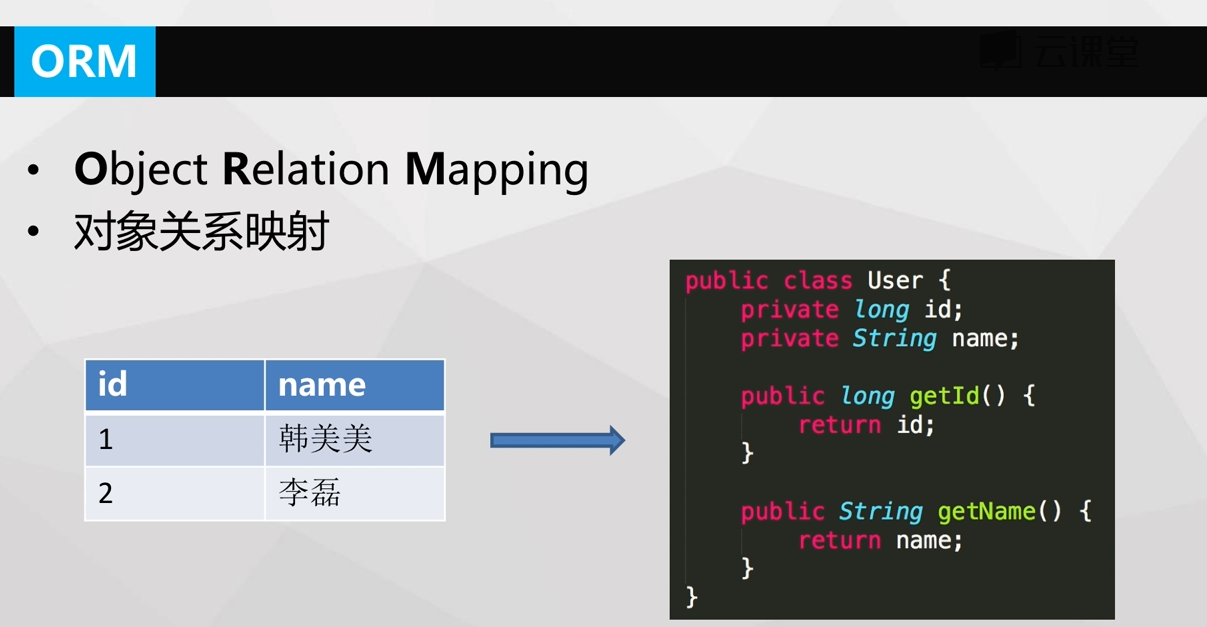 ORM
云课堂
• Object Relation Mapping
• 对象关系映射
id name
1 韩美美
2 李磊
public class User {
    private long id;
    private String name;

    public long getId() {
        return id;
    }

    public String getName() {
        return name;
    }
}